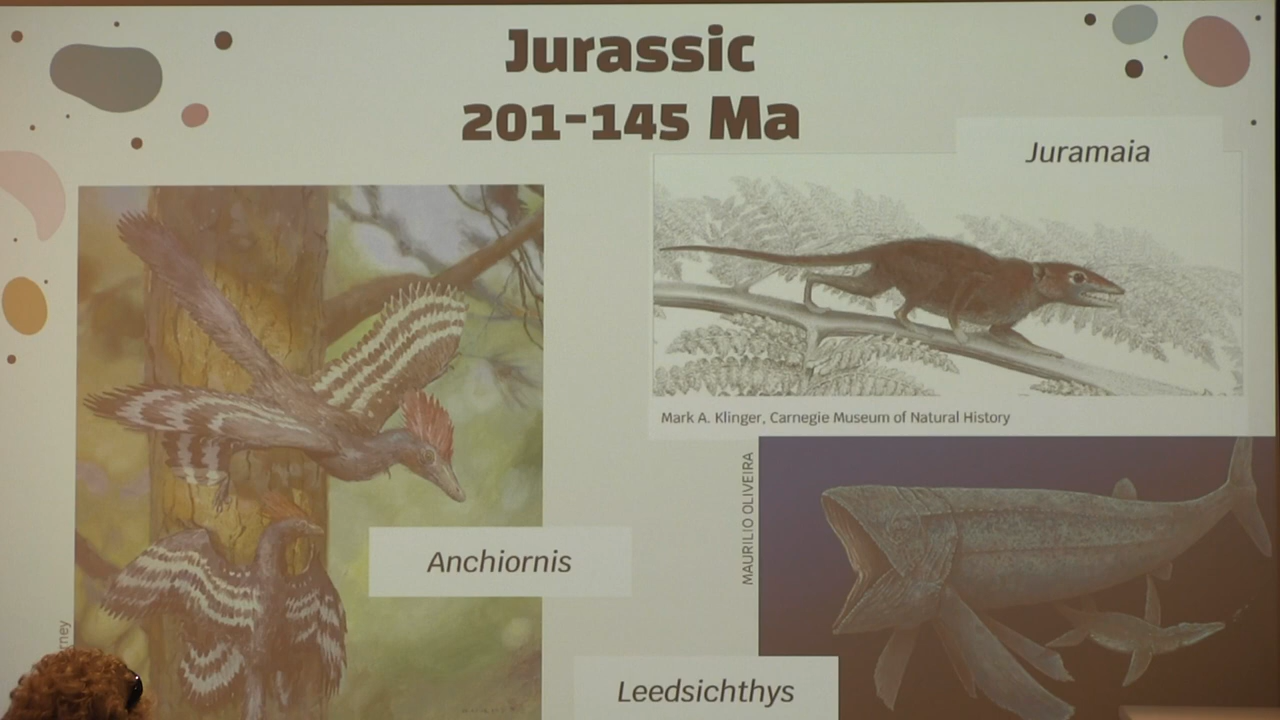 Jurassic
201-145 Ma
Juramaia
Mark A. Klinger, Carnegie Museum of Natural History
MAURILIO OLIVEIRA
Anchiornis
Leedsichthys